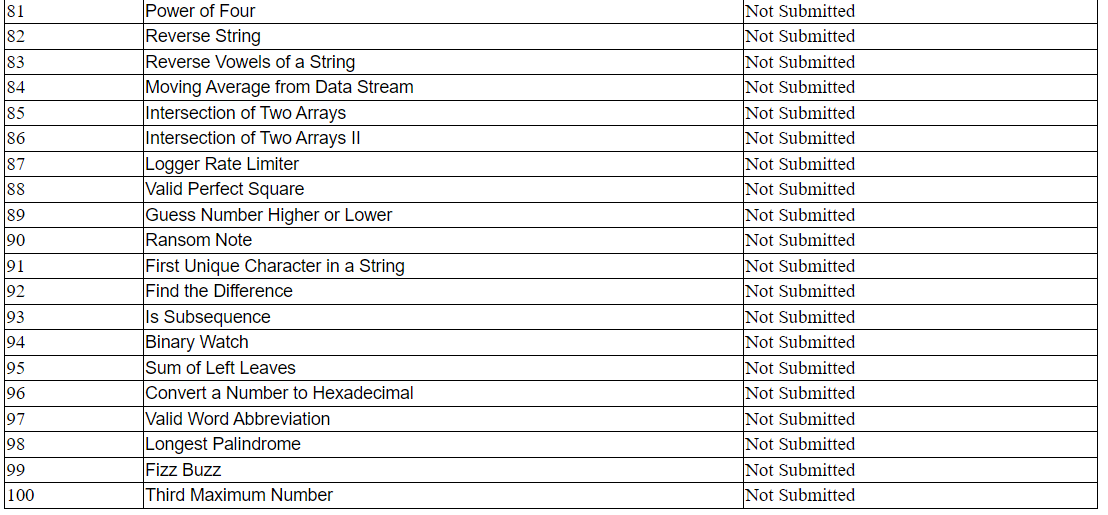 81 Power of Four Not Submitted
82 Reverse String Not Submitted
83 Reverse Vowels of a String Not Submitted
84 Moving Average from Data Stream Not Submitted
85 Intersection of Two Arrays Not Submitted
86 Intersection of Two Arrays II Not Submitted
87 Logger Rate Limiter Not Submitted
88 Valid Perfect Square Not Submitted
89 Guess Number Higher or Lower Not Submitted
90 Ransom Note Not Submitted
91 First Unique Character in a String Not Submitted
92 Find the Difference Not Submitted
93 Is Subsequence Not Submitted
94 Binary Watch Not Submitted
95 Sum of Left Leaves Not Submitted
96 Convert a Number to Hexadecimal Not Submitted
97 Valid Word Abbreviation Not Submitted
98 Longest Palindrome Not Submitted
99 Fizz Buzz Not Submitted
100 Third Maximum Number Not Submitted